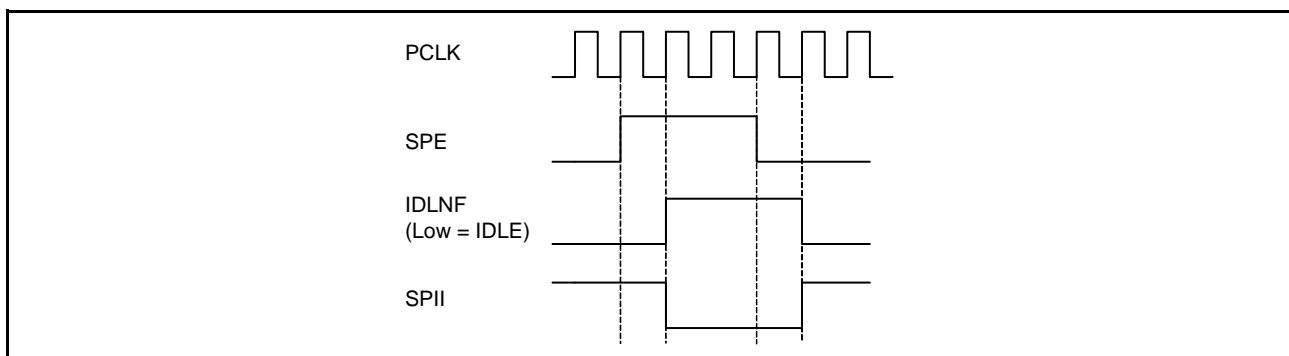 PCLK
SPE
IDLNF
(Low = IDLE)
SPII